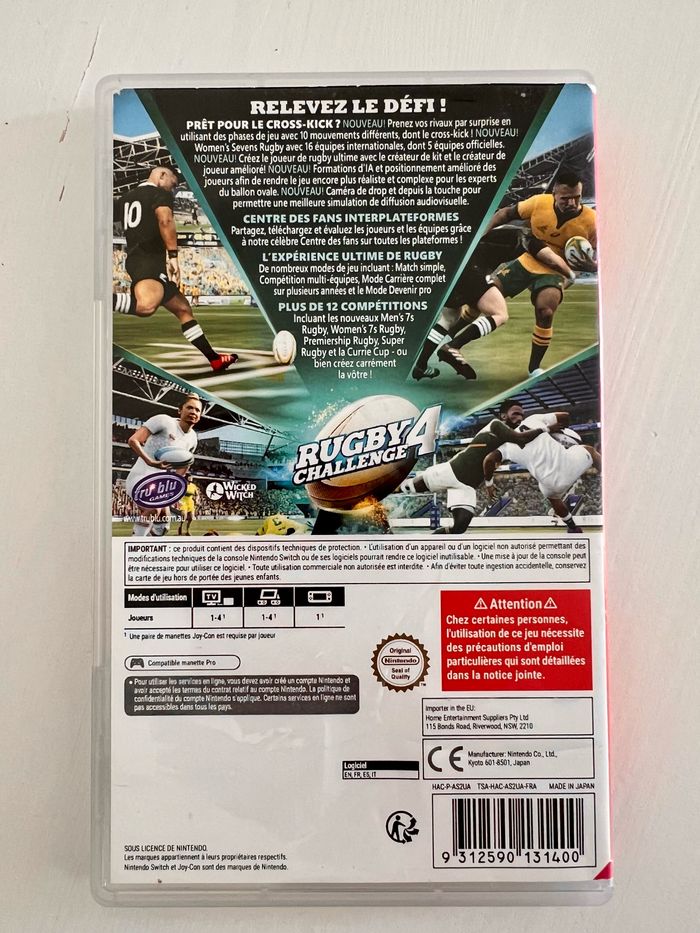 RELEVEZ LE DÉFI !
PRÊT POUR LE CROSS-KICK ? NOUVEAU! Prenez vos rivaux par surprise en
utilisant des phases de jeu avec 10 mouvements différents, dont le cross-kick ! NOUVEAU!
Women's Sevens Rugby avec 16 équipes internationales, dont 5 équipes officielles.
NOUVEAU! Créez le joueur de rugby ultime avec le créateur de kit et le créateur de
joueur amélioré! NOUVEAU! Formations d'IA et positionnement amélioré des
joueurs afin de rendre le jeu encore plus réaliste et complexe pour les experts
du ballon ovale. NOUVEAU! Caméra de drop et depuis la touche pour
permettre une meilleure simulation de diffusion audiovisuelle.
CENTRE DES FANS INTERPLATEFORMES
Partagez, téléchargez et évaluez les joueurs et les équipes grâce
à notre célèbre Centre des fans sur toutes les plateformes !
L'EXPÉRIENCE ULTIME DE RUGBY
De nombreux modes de jeu incluant : Match simple,
Compétition multi-équipes, Mode Carrière complet
sur plusieurs années et le Mode Devenir pro
PLUS DE 12 COMPÉTITIONS
Incluant les nouveaux Men's 7s
Rugby, Women's 7s Rugby,
Premiership Rugby, Super
Rugby et la Currie Cup - ou
bien créez carrément
la vôtre !
10
RUGBY 4
CHALLENGE
tru blu
GAMES
WICKED
WITCH
www.trublu.com.au
IMPORTANT : ce produit contient des dispositifs techniques de protection. • L'utilisation d'un appareil ou d'un logiciel non autorisé permettant des
modifications techniques de la console Nintendo Switch ou de ses logiciels pourrait rendre ce logiciel inutilisable. • Une mise à jour de la console peut
être nécessaire pour utiliser ce logiciel. • Toute utilisation commerciale non autorisée est interdite. • Afin d'éviter toute ingestion accidentelle, conservez
la carte de jeu hors de portée des jeunes enfants.
Modes d'utilisation TV
Joueurs 1-4¹ 1-4¹ 1¹
¹ Une paire de manettes Joy-Con est requise par joueur
Compatible manette Pro
• Pour utiliser les services en ligne, vous devez avoir créé un compte Nintendo et
avoir accepté les termes du contrat relatif au compte Nintendo. La politique de
confidentialité du compte Nintendo s'applique. Certains services en ligne ne sont
pas accessibles dans tous les pays.
Original
Nintendo
Seal of
Quality
Attention
Chez certaines personnes,
l'utilisation de ce jeu nécessite
des précautions d'emploi
particulières qui sont détaillées
dans la notice jointe.
Importer in the EU:
Home Entertainment Suppliers Pty Ltd
115 Bonds Road, Riverwood, NSW, 2210
CE Manufacturer: Nintendo Co., Ltd.,
Kyoto 601-8501, Japan
Logiciel
EN, FR, ES, IT
HAC-P-AS2UA TSA-HAC-AS2UA-FRA MADE IN JAPAN
9 312590 131400
SOUS LICENCE DE NINTENDO.
Les marques appartiennent à leurs propriétaires respectifs.
Nintendo Switch et Joy-Con sont des marques de Nintendo.